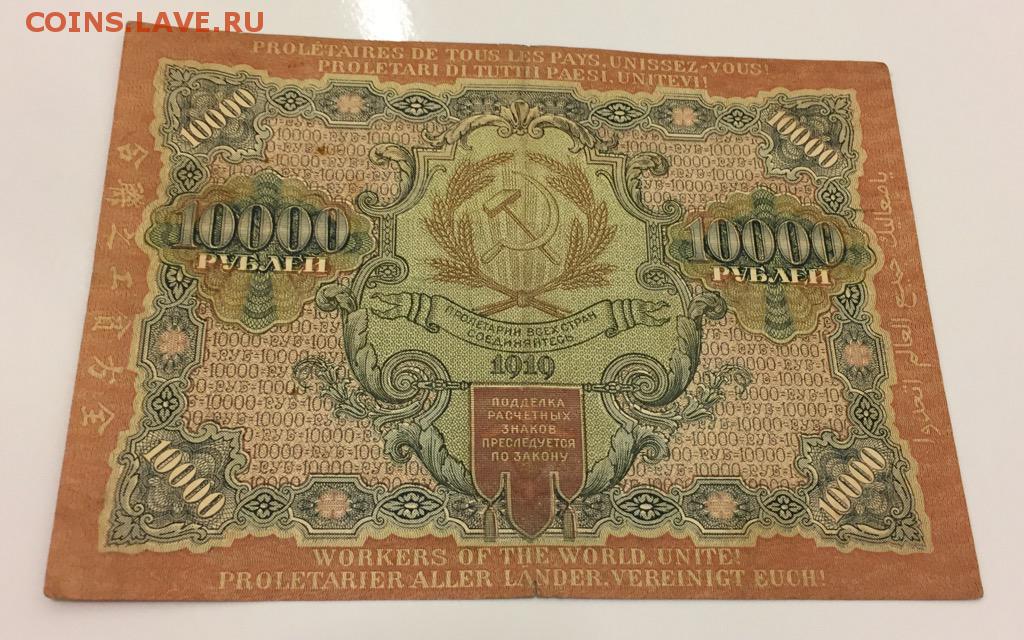 COINS.LAVE.RU
PROLÉTAIRES DE TOUS LES PAYS, UNISSEZ-VOUS!
PROLETARI DI TUTTI I PAESI, UNITEVI!
10000
10000
10000
РУБЛЕЙ
10000
РУБЛЕЙ
ПРОЛЕТАРИИ ВСЕХ СТРАН
СОЕДИНЯЙТЕСЬ
1919
ПОДДЕЛКА
РАСЧЕТНЫХ
ЗНАКОВ
ПРЕСЛЕДУЕТСЯ
ПО ЗАКОНУ
10000
10000
WORKERS OF THE WORLD, UNITE!
PROLETARIER ALLER LÄNDER, VEREINIGT EUCH!